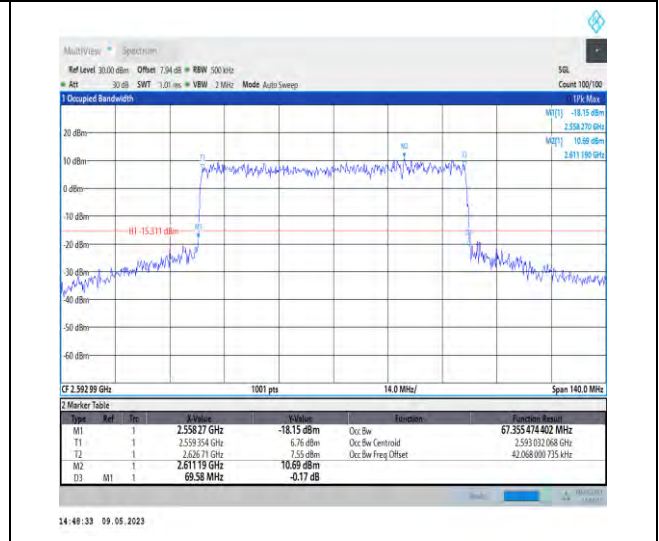 MultiView Spectrum
Ref Level 30.00 dBm Offset 7.94 dB RBW 500 kHz SGL
Att 30 dB SWT 1.01 ms VBW 2 MHz Mode Auto Sweep Count 100/100
1 Occupied Bandwidth 1Pk Max
M1[1] -18.15 dBm
2.558 270 GHz
M2[1] 10.69 dBm
2.611 190 GHz
20 dBm
10 dBm
0 dBm
-10 dBm
H1 -15.311 dBm
-20 dBm
-30 dBm
-40 dBm
-50 dBm
-60 dBm
T1
M2
T2
M1
CF 2.592 99 GHz 1001 pts 14.0 MHz/ Span 140.0 MHz
2 Marker Table
Type Ref Trc X-Value Y-Value Function Function Result
M1 1 2.558 27 GHz -18.15 dBm Occ Bw 67.355 474 402 MHz
T1 1 2.559 354 GHz 6.76 dBm Occ Bw Centroid 2.593 032 068 GHz
T2 1 2.626 71 GHz 7.55 dBm Occ Bw Freq Offset 42.068 000 735 kHz
M2 1 2.611 19 GHz 10.69 dBm
D3 M1 1 69.58 MHz -0.17 dB
14:48:33 09.05.2023